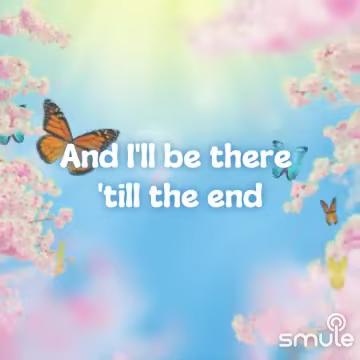 And I'll be there
'till the end
smule